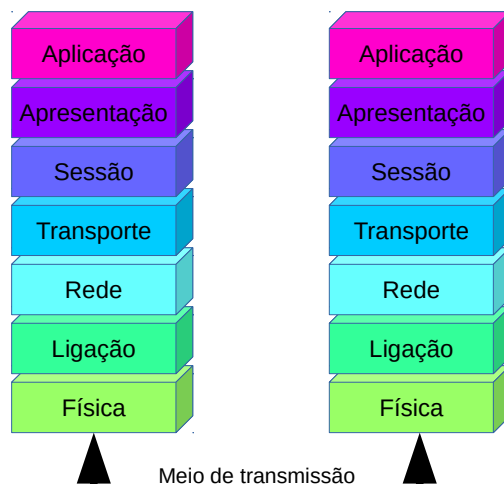 Aplicação
Apresentação
Sessão
Transporte
Rede
Ligação
Física
Aplicação
Apresentação
Sessão
Transporte
Rede
Ligação
Física
Meio de transmissão